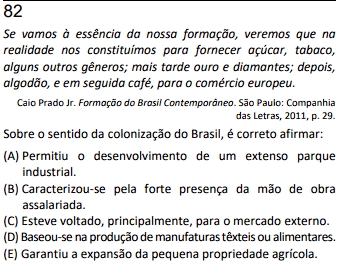 82
Se vamos à essência da nossa formação, veremos que na
realidade nos constituímos para fornecer açúcar, tabaco,
alguns outros gêneros; mais tarde ouro e diamantes; depois,
algodão, e em seguida café, para o comércio europeu.
Caio Prado Jr. Formação do Brasil Contemporâneo. São Paulo: Companhia
das Letras, 2011, p. 29.
Sobre o sentido da colonização do Brasil, é correto afirmar:
(A) Permitiu o desenvolvimento de um extenso parque
industrial.
(B) Caracterizou-se pela forte presença da mão de obra
assalariada.
(C) Esteve voltado, principalmente, para o mercado externo.
(D) Baseou-se na produção de manufaturas têxteis ou alimentares.
(E) Garantiu a expansão da pequena propriedade agrícola.